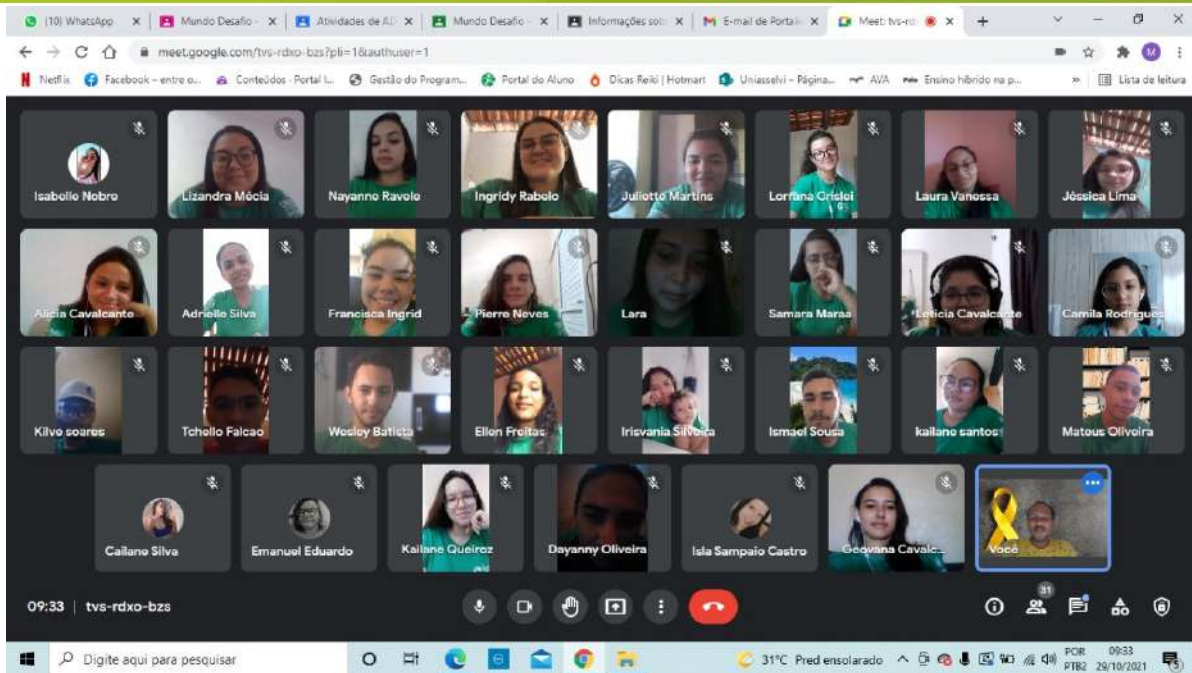 (10) WhatsApp
Mundo Desafio -
Atividades de AD
Mundo Desafio -
Informações sob
E-mail de Portal
Meet: tvs-rd
meet.google.com/tvs-rdxo-bzs?pli=1&authuser=1
Netflix
Facebook – entre o...
Conteúdos - Portal I...
Gestão do Program...
Portal do Aluno
Dicas Reiki | Hotmart
Uniasselvi – Página...
AVA
Ensino híbrido na p...
»
Lista de leitura
Isabelle Nobre
Lizandra Mécia
Nayanne Ravele
Ingridy Rabelo
Juliette Martins
Lorrana Crislei
Laura Vanessa
Jéssica Lima
Alicia Cavalcante
Adrielle Silva
Francisca Ingrid
Pierre Neves
Lara
Samara Maraa
Leticia Cavalcante
Camila Rodrigues
Kilve soares
Tchello Falcao
Wesley Batista
Ellen Freitas
Irisvania Silveira
Ismael Sousa
kailane santos
Mateus Oliveira
Cailane Silva
Emanuel Eduardo
Kailane Queiroz
Dayanny Oliveira
Isla Sampaio Castro
Geovana Cavalc...
Você
09:33 | tvs-rdxo-bzs
31
Digite aqui para pesquisar
31°C Pred ensolarado
POR
PTB2
09:33
29/10/2021